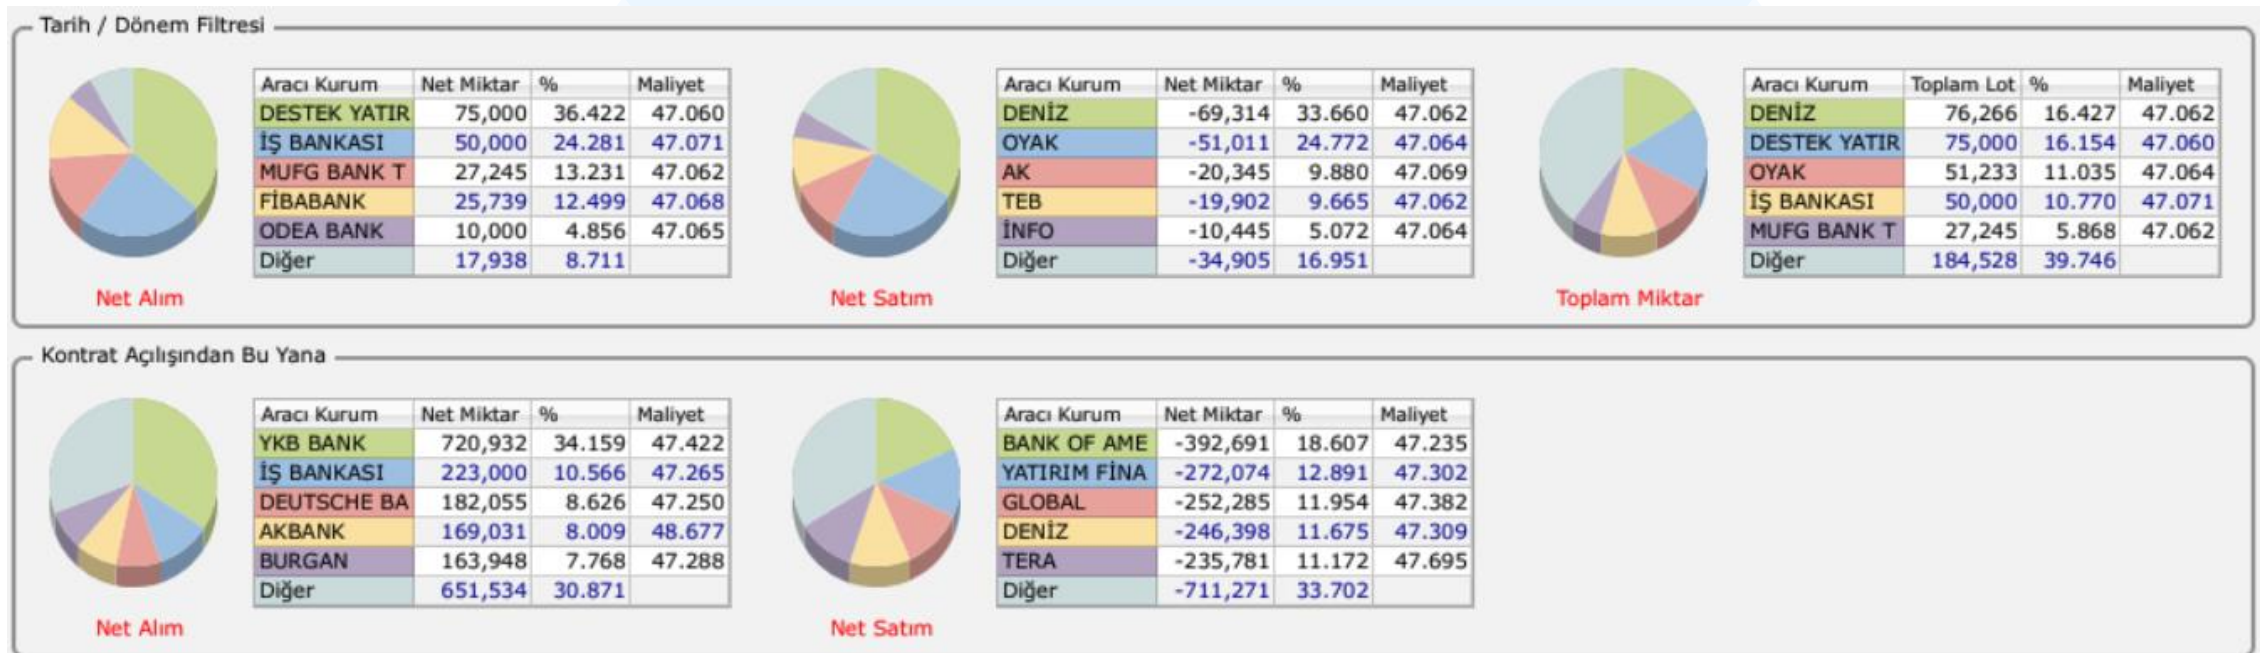 Tarih / Dönem Filtresi
Aracı Kurum Net Miktar % Maliyet
DESTEK YATIR 75,000 36.422 47.060
İŞ BANKASI 50,000 24.281 47.071
MUFG BANK T 27,245 13.231 47.062
FİBABANK 25,739 12.499 47.068
ODEA BANK 10,000 4.856 47.065
Diğer 17,938 8.711
Net Alım
Aracı Kurum Net Miktar % Maliyet
DENİZ -69,314 33.660 47.062
OYAK -51,011 24.772 47.064
AK -20,345 9.880 47.069
TEB -19,902 9.665 47.062
İNFO -10,445 5.072 47.064
Diğer -34,905 16.951
Net Satım
Aracı Kurum Toplam Lot % Maliyet
DENİZ 76,266 16.427 47.062
DESTEK YATIR 75,000 16.154 47.060
OYAK 51,233 11.035 47.064
İŞ BANKASI 50,000 10.770 47.071
MUFG BANK T 27,245 5.868 47.062
Diğer 184,528 39.746
Toplam Miktar
Kontrat Açılışından Bu Yana
Aracı Kurum Net Miktar % Maliyet
YKB BANK 720,932 34.159 47.422
İŞ BANKASI 223,000 10.566 47.265
DEUTSCHE BA 182,055 8.626 47.250
AKBANK 169,031 8.009 48.677
BURGAN 163,948 7.768 47.288
Diğer 651,534 30.871
Net Alım
Aracı Kurum Net Miktar % Maliyet
BANK OF AME -392,691 18.607 47.235
YATIRIM FİNA -272,074 12.891 47.302
GLOBAL -252,285 11.954 47.382
DENİZ -246,398 11.675 47.309
TERA -235,781 11.172 47.695
Diğer -711,271 33.702
Net Satım